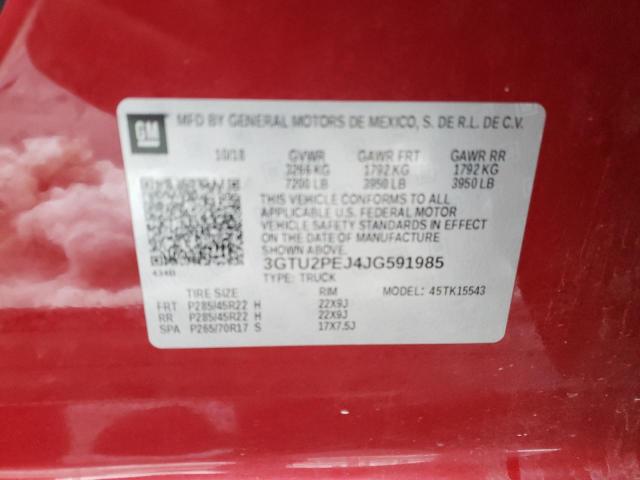 GM MFD BY GENERAL MOTORS DE MEXICO, S. DE R.L. DE C.V.
10/18 GVWR GAWR FRT GAWR RR
3266 KG 1792 KG 1792 KG
7200 LB 3950 LB 3950 LB
THIS VEHICLE CONFORMS TO ALL
APPLICABLE U.S. FEDERAL MOTOR
VEHICLE SAFETY STANDARDS IN EFFECT
ON THE DATE OF MANUFACTURE
SHOWN ABOVE.
3GTU2PEJ4JG591985
TYPE: TRUCK
TIRE SIZE RIM MODEL: 45TK15543
FRT P285/45R22 H 22X9J
RR P285/45R22 H 22X9J
SPA P265/70R17 S 17X7.5J